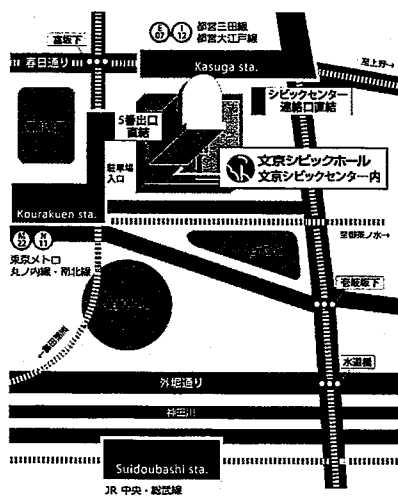 E 07
I 12
都営三田線
都営大江戸線
富坂下
春日通り
Kasuga sta.
至上野→
5番出口
直結
シビックセンター
連絡口直結
駐車場
入口
文京シビックホール
文京シビックセンター内
Kourakuen sta.
至御茶ノ水→
M 22
N 11
東京メトロ
丸ノ内線・南北線
壱岐坂下
水道橋
外堀通り
神田川
Suidoubashi sta.
JR 中央・総武線